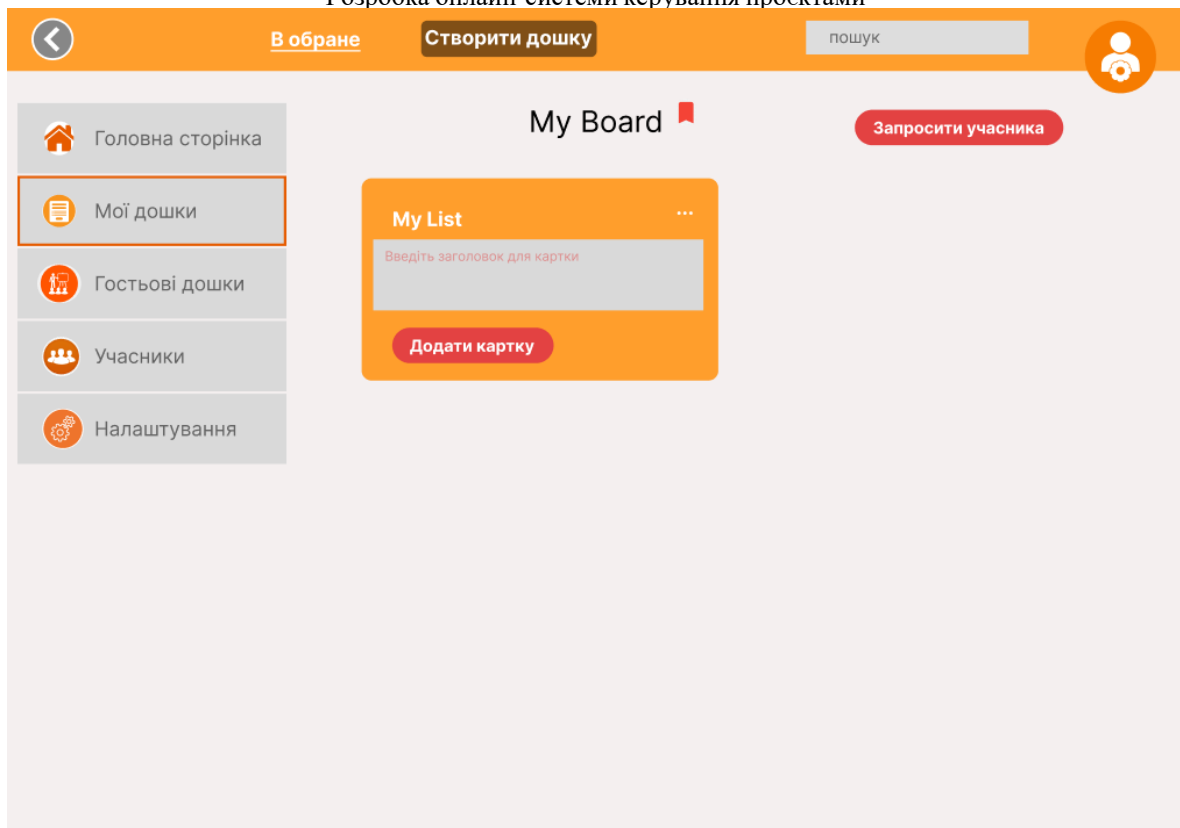 Розробка онлайн системи керування проєктами
В обране
Створити дошку
пошук
My Board
Запросити учасника
Головна сторінка
Мої дошки
Гостьові дошки
Учасники
Налаштування
My List
...
Введіть заголовок для картки
Додати картку